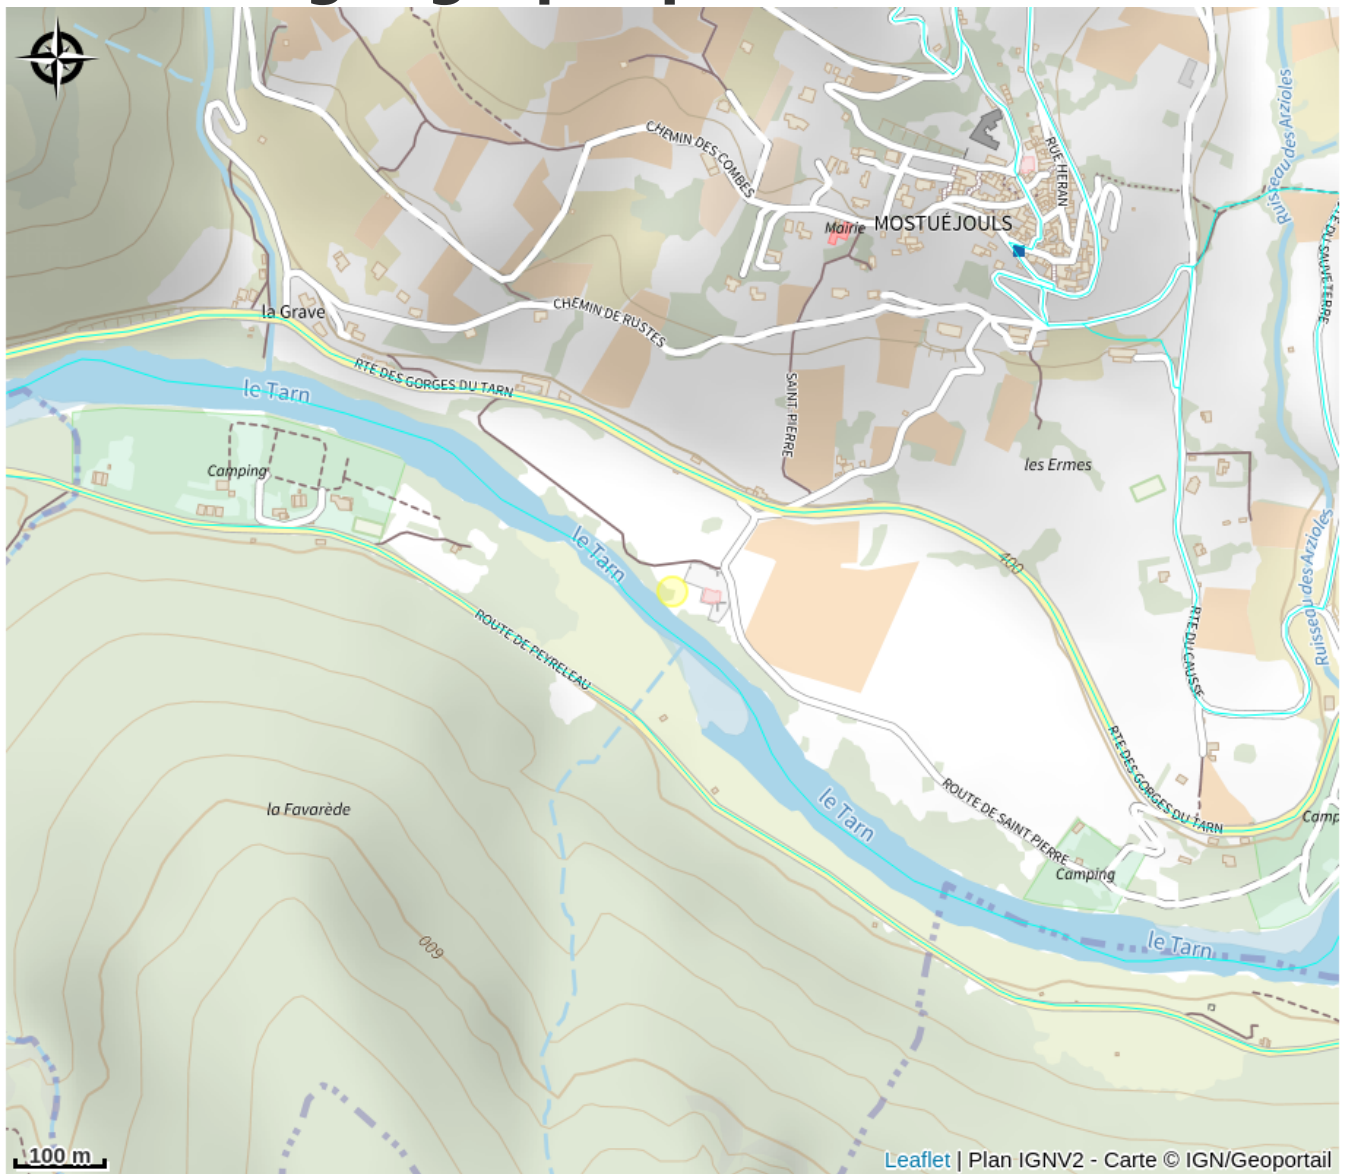 Ruisseau des Arzioles
CHEMIN DES COMBES
RUE HERAN
Mairie
MOSTUÉJOULS
RTE DU SAUVETERRE
la Grave
CHEMIN DE RUSTES
RTE DES GORGES DU TARN
le Tarn
SAINT PIERRE
Camping
les Ermes
le Tarn
400
Ruisseau des Arzioles
ROUTE DE PEYRELEAU
RTE DU CAUSSE
la Favarède
le Tarn
ROUTE DE SAINT PIERRE
RTE DES GORGES DU TARN
Camp
Camping
600
le Tarn
100 m
Leaflet | Plan IGNV2 - Carte © IGN/Geoportail